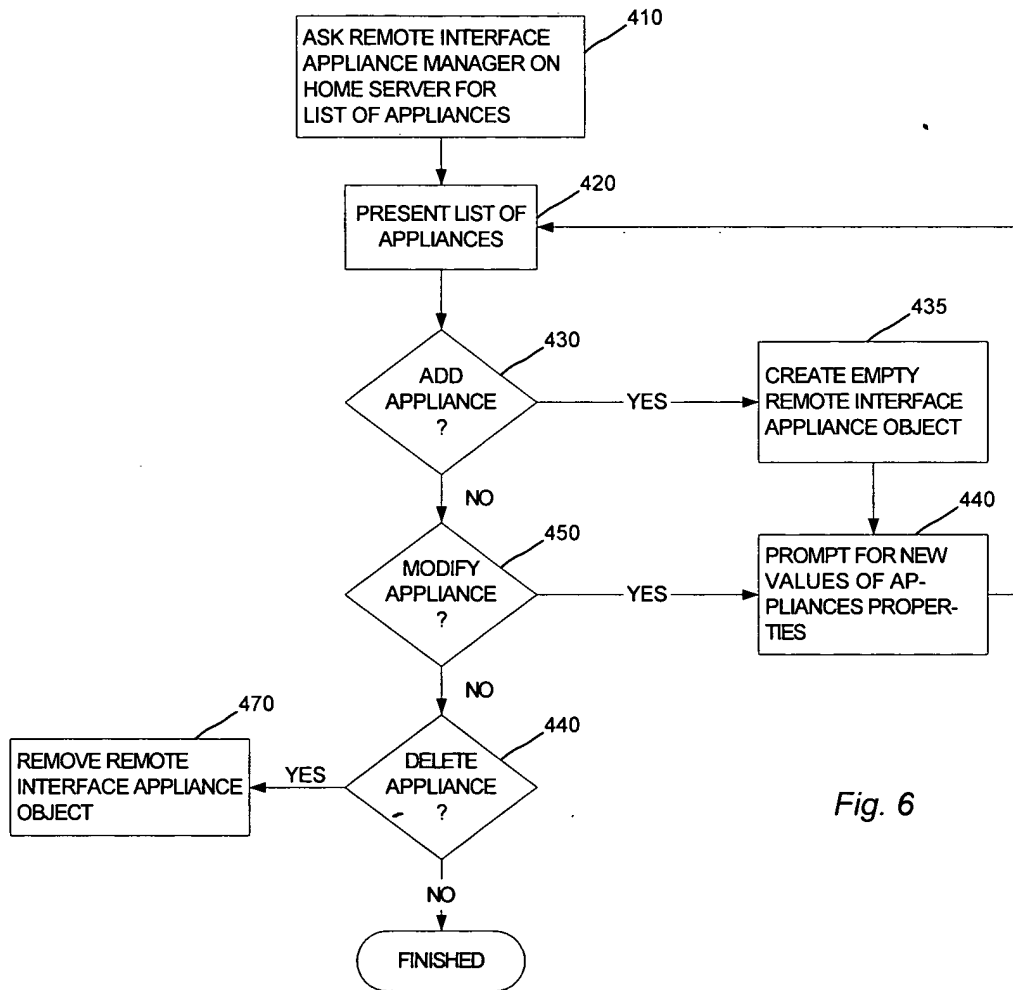 410
ASK REMOTE INTERFACE
APPLIANCE MANAGER ON
HOME SERVER FOR
LIST OF APPLIANCES
420
PRESENT LIST OF
APPLIANCES
430
ADD
APPLIANCE
?
YES
435
CREATE EMPTY
REMOTE INTERFACE
APPLIANCE OBJECT
NO
450
MODIFY
APPLIANCE
?
YES
440
PROMPT FOR NEW
VALUES OF AP-
PLIANCES PROPER-
TIES
NO
440
DELETE
APPLIANCE
?
YES
470
REMOVE REMOTE
INTERFACE APPLIANCE
OBJECT
NO
FINISHED
Fig. 6